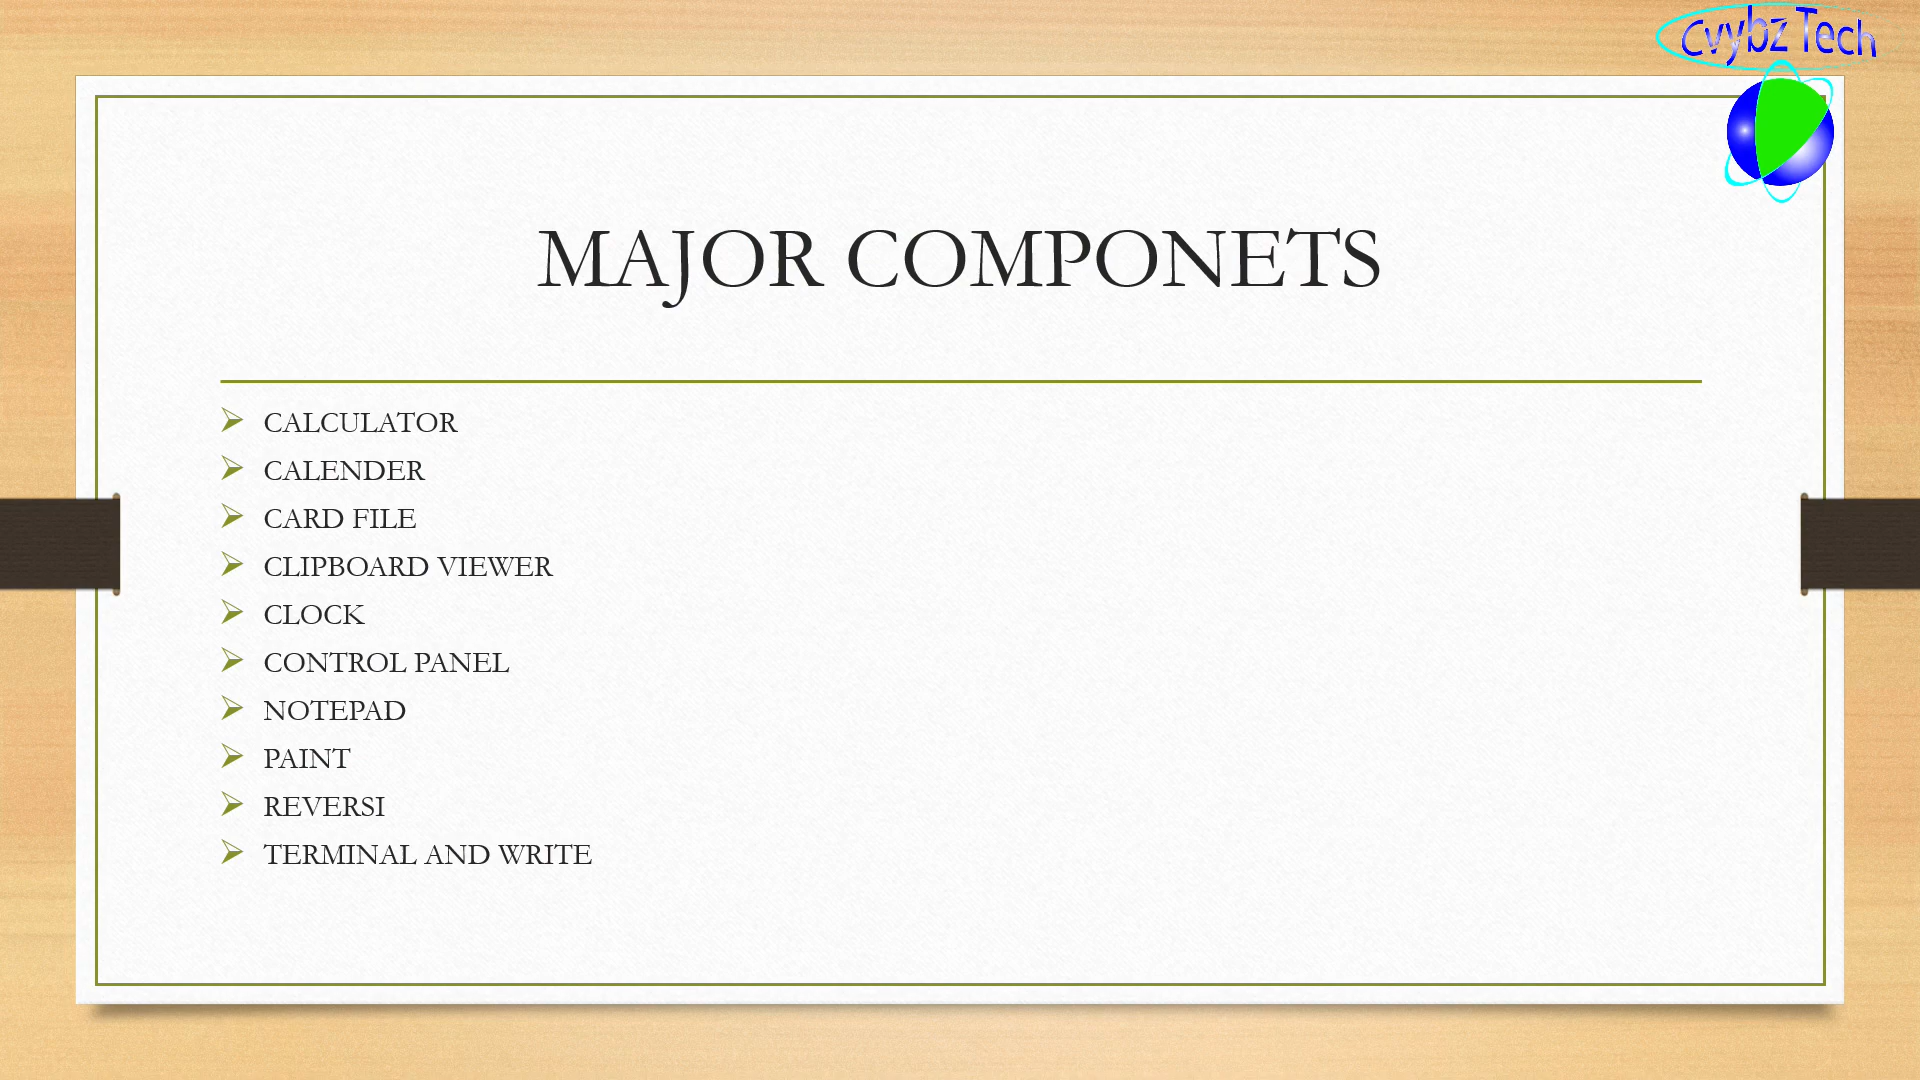 Cvybz Tech
MAJOR COMPONETS
CALCULATOR
CALENDER
CARD FILE
CLIPBOARD VIEWER
CLOCK
CONTROL PANEL
NOTEPAD
PAINT
REVERSI
TERMINAL AND WRITE